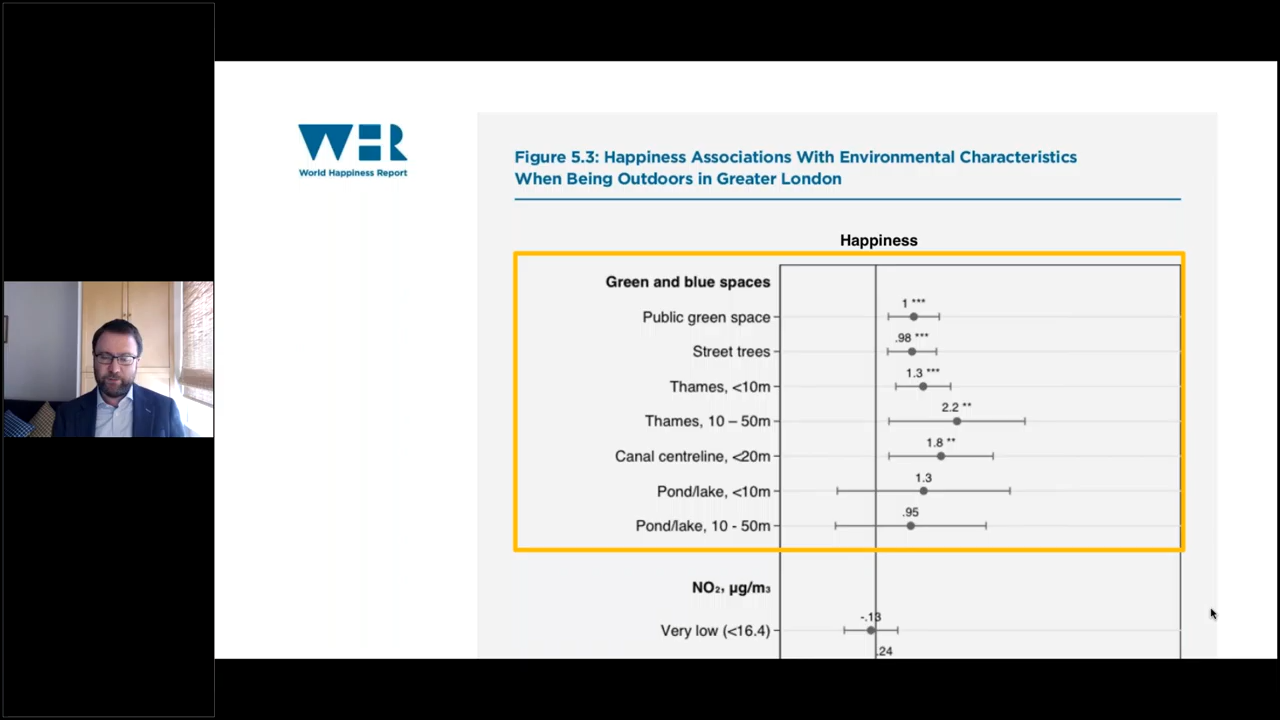 WHR
World Happiness Report
Figure 5.3: Happiness Associations With Environmental Characteristics
When Being Outdoors in Greater London
Happiness
Green and blue spaces
Public green space
1 ***
Street trees
.98 ***
Thames, <10m
1.3 ***
Thames, 10 – 50m
2.2 **
Canal centreline, <20m
1.8 **
Pond/lake, <10m
1.3
Pond/lake, 10 - 50m
.95
NO₂, µg/m₃
Very low (<16.4)
-.13
.24